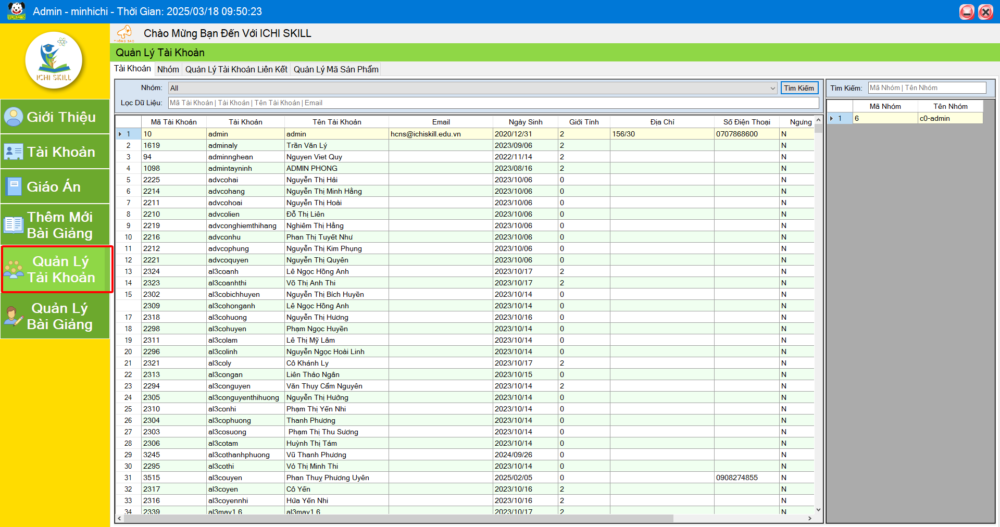 Admin - minhichi - Thời Gian: 2025/03/18 09:50:23
THÔNG BÁO
Chào Mừng Bạn Đến Với ICHI SKILL
ICHI SKILL
Quản Lý Tài Khoản
Tài Khoản Nhóm Quản Lý Tài Khoản Liên Kết Quản Lý Mã Sản Phẩm
Giới Thiệu
Tài Khoản
Giáo Án
Thêm Mới
Bài Giảng
Quản Lý
Tải Khoản
Quản Lý
Bài Giảng
Nhóm: All Tìm Kiếm
Lọc Dữ Liệu: Mã Tài Khoản | Tài Khoản | Tên Tài Khoản | Email
Mã Tài Khoản Tài Khoản Tên Tài Khoản Email Ngày Sinh Giới Tính Địa Chỉ Số Điện Thoại Ngưng
1 10 admin admin hcns@ichiskill.edu.vn 2020/12/31 2 156/30 0707868600 N
2 1619 adminaly Trần Văn Lý 2023/09/06 2 N
3 94 adminnghean Nguyen Viet Quy 2022/11/14 2 N
4 1098 admintayninh ADMIN PHONG 2023/08/16 2 N
5 2225 advcohai Nguyễn Thị Hải 2023/10/06 0 N
6 2214 advcohang Nguyễn Thị Minh Hằng 2023/10/06 0 N
7 2211 advcohoai Nguyễn Thị Hoài 2023/10/06 0 N
8 2210 advcolien Đỗ Thị Liên 2023/10/06 0 N
9 2219 advconghiemthihang Nghiêm Thị Hằng 2023/10/06 0 N
10 2216 advconhu Phan Thị Tuyết Như 2023/10/06 0 N
11 2212 advcophung Nguyễn Thị Kim Phụng 2023/10/06 0 N
12 2221 advcoquyen Nguyễn Thị Quyên 2023/10/06 0 N
13 2324 al3coanh Lê Ngọc Hồng Anh 2023/10/17 2 N
14 2323 al3coanhthi Võ Thị Anh Thi 2023/10/17 2 N
15 2302 al3cobichhuyen Nguyễn Thị Bích Huyền 2023/10/14 0 N
2309 al3cohonganh Lê Ngọc Hồng Anh 2023/10/14 0 N
17 2318 al3cohuong Nguyễn Thị Hương 2023/10/16 0 N
18 2298 al3cohuyen Phạm Ngọc Huyền 2023/10/14 0 N
19 2311 al3colam Lê Thị Mỹ Lâm 2023/10/14 0 N
20 2296 al3colinh Nguyễn Ngọc Hoài Linh 2023/10/14 0 N
21 2321 al3coly Cô Khánh Ly 2023/10/17 2 N
22 2313 al3congan Liên Thảo Ngân 2023/10/15 0 N
23 2294 al3conguyen Văn Thụy Cẩm Nguyên 2023/10/14 2 N
24 2305 al3conguyenthihuong Nguyễn Thị Hưởng 2023/10/14 0 N
25 2310 al3conhi Phạm Thị Yến Nhi 2023/10/14 0 N
26 2304 al3cophuong Thanh Phương 2023/10/14 0 N
27 2303 al3cosuong Phạm Thị Thu Sương 2023/10/14 0 N
28 2306 al3cotam Huỳnh Thị Tám 2023/10/14 0 N
29 3245 al3cothanhphuong Vũ Thanh Phương 2024/09/26 0 N
30 2295 al3cothi Vỏ Thị Minh Thi 2023/10/14 0 N
31 3515 al3couyen Phan Thuỵ Phương Uyên 2025/02/05 0 0908274855 N
32 2317 al3coyen Cô Yến 2023/10/16 2 N
33 2316 al3coyennhi Hứa Yến Nhi 2023/10/16 2 N
34 2339 al3may1.6 al3may1.6 2023/10/17 2 N
Tìm Kiếm: Mã Nhóm | Tên Nhóm
Mã Nhóm Tên Nhóm
1 6 c0-admin